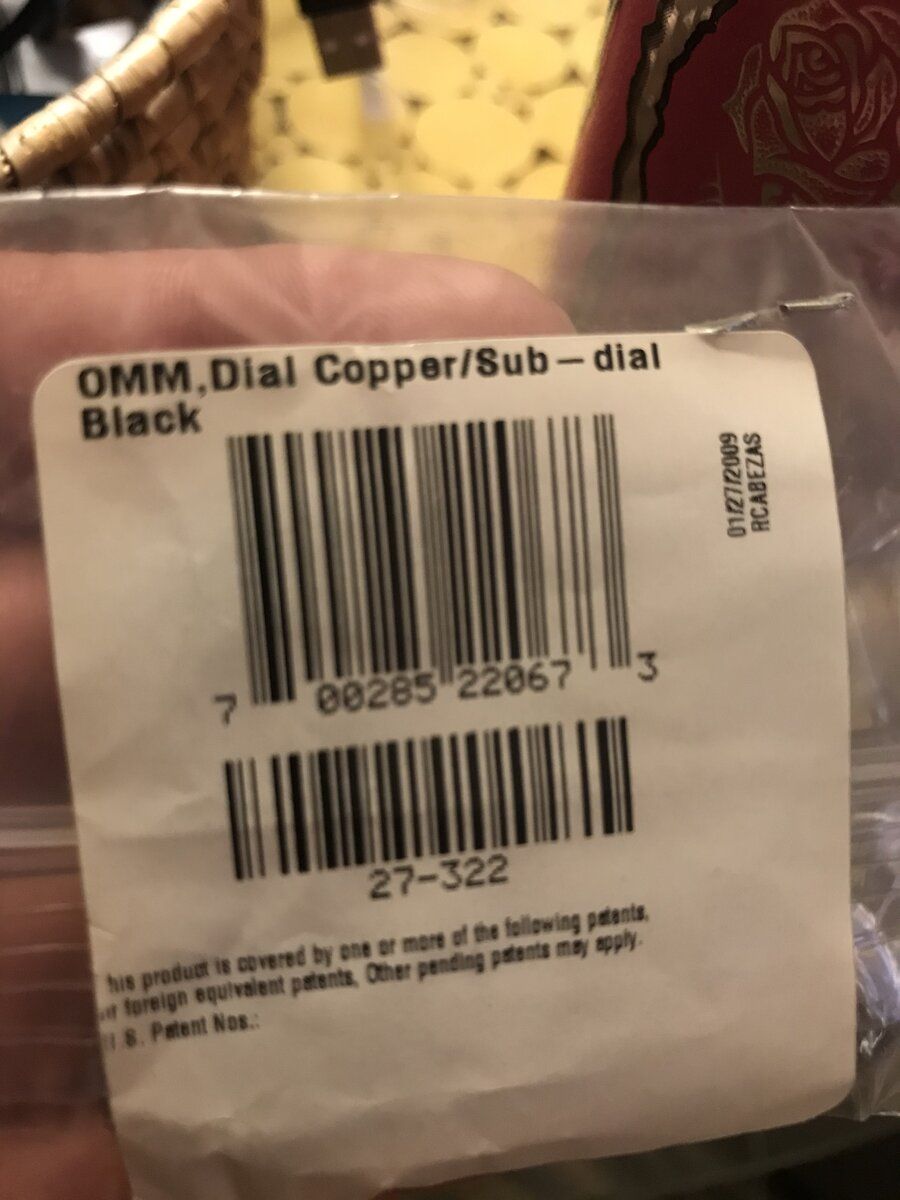 OMM,Dial Copper/Sub-dial
Black
01/27/2009
RCABEZAS
7 00285 22067 3
27-322
his product is covered by one or more of the following patents,
or foreign equivalent patents, Other pending patents may apply.
U.S. Patent Nos.: